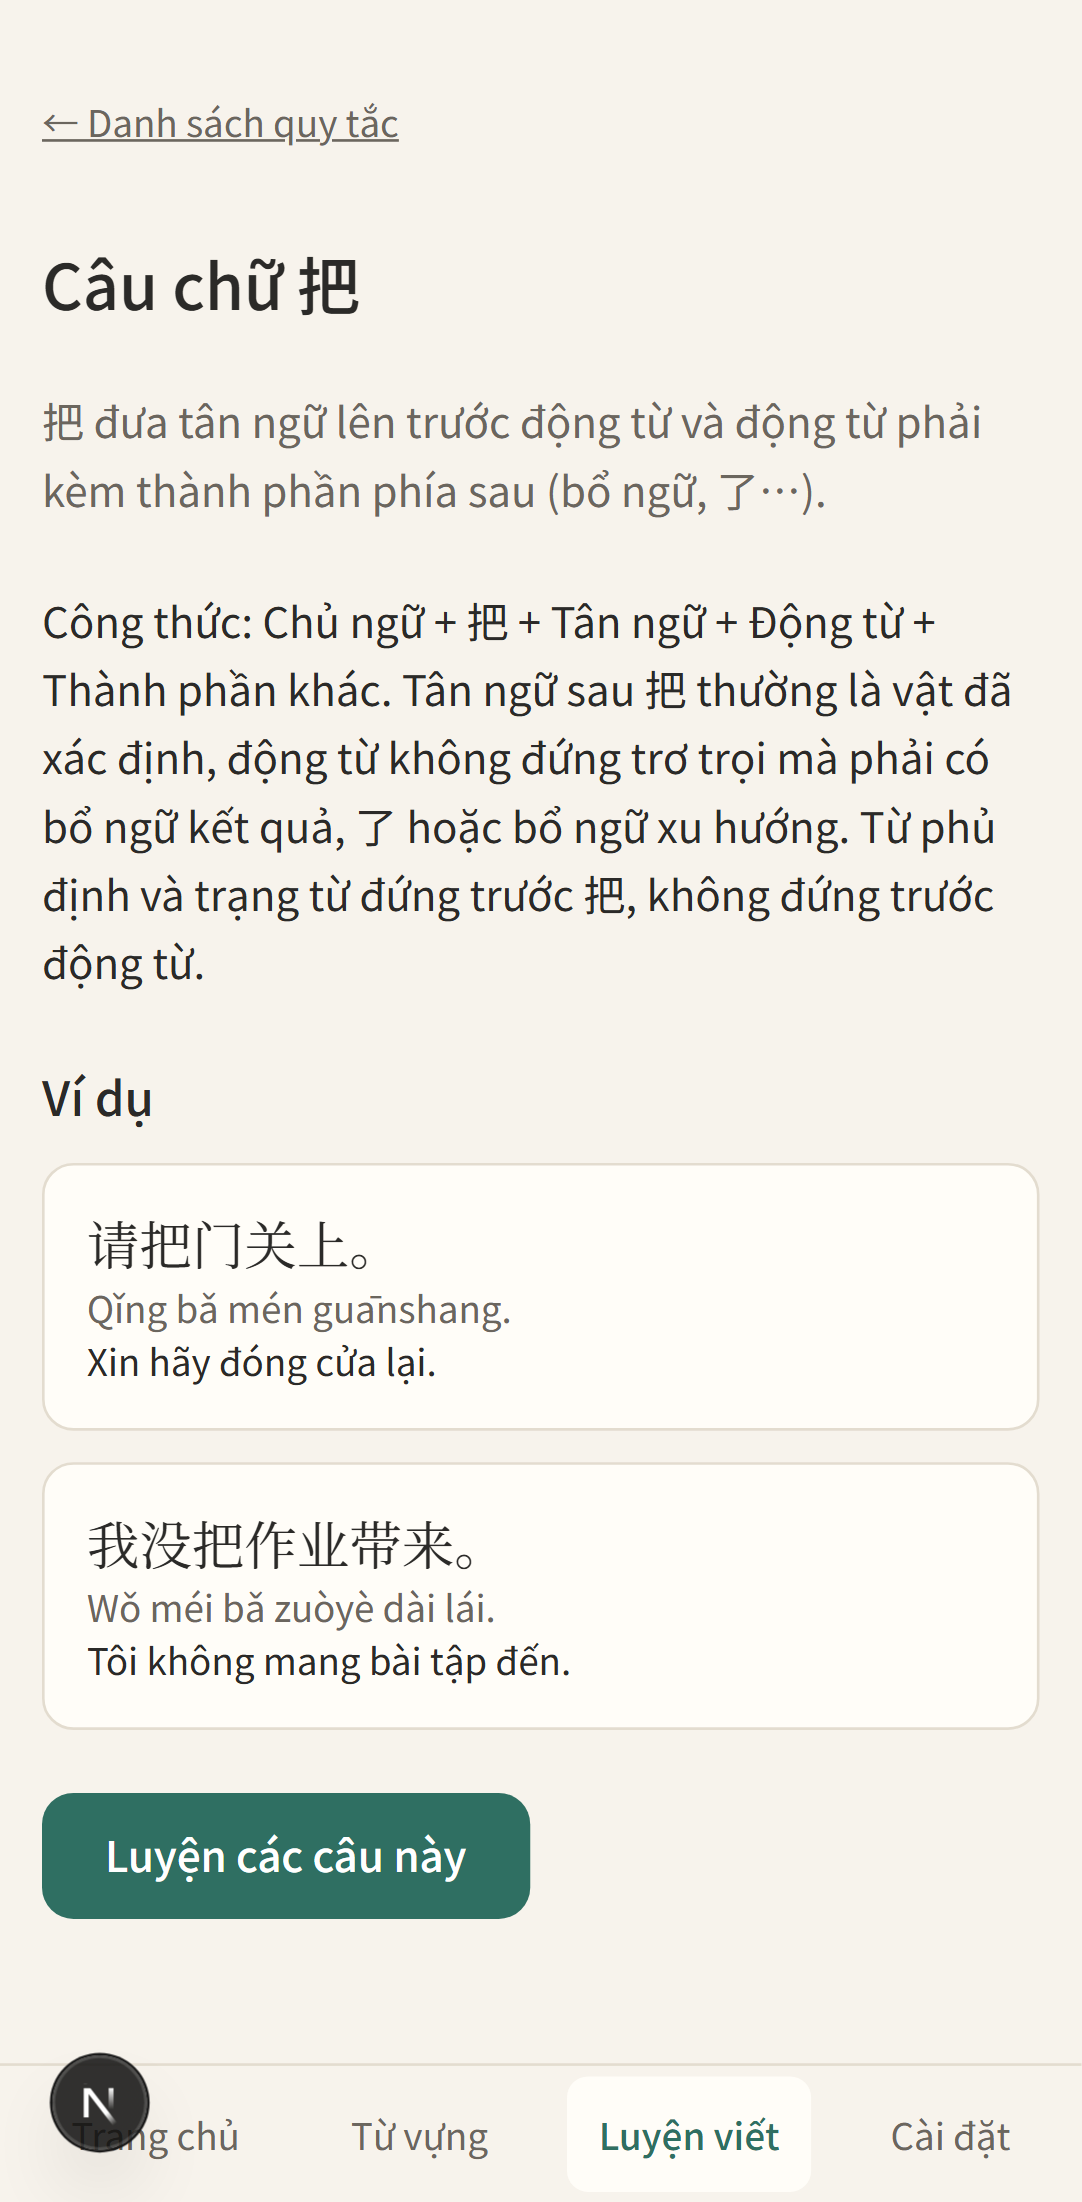 ← Danh sách quy tắc
Câu chữ 把
把 đưa tân ngữ lên trước động từ và động từ phải
kèm thành phần phía sau (bổ ngữ, 了…).
Công thức: Chủ ngữ + 把 + Tân ngữ + Động từ +
Thành phần khác. Tân ngữ sau 把 thường là vật đã
xác định, động từ không đứng trơ trọi mà phải có
bổ ngữ kết quả, 了 hoặc bổ ngữ xu hướng. Từ phủ
định và trạng từ đứng trước 把, không đứng trước
động từ.
Ví dụ
请把门关上。
Qǐng bǎ mén guānshang.
Xin hãy đóng cửa lại.
我没把作业带来。
Wǒ méi bǎ zuòyè dài lái.
Tôi không mang bài tập đến.
Luyện các câu này
N
Trang chủ Từ vựng Luyện viết Cài đặt